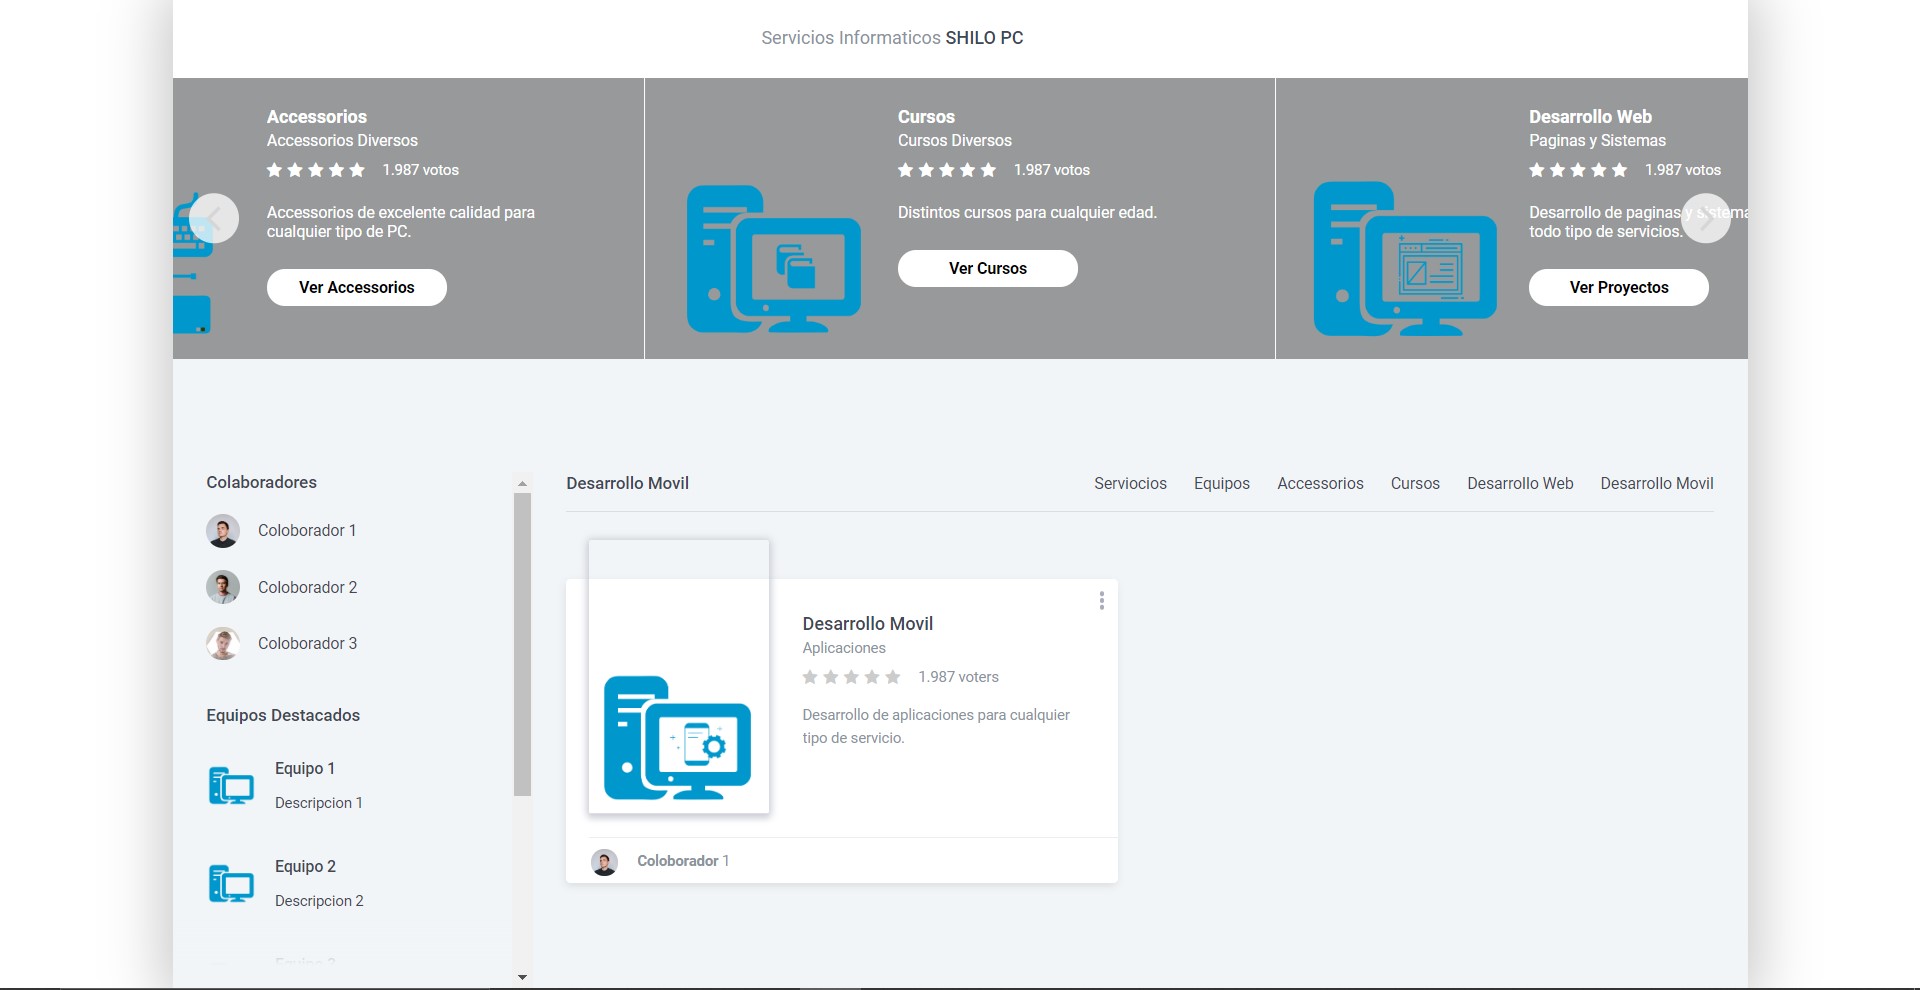 Servicios Informaticos SHILO PC
Accessorios
Accessorios Diversos
1.987 votos
Accessorios de excelente calidad para
cualquier tipo de PC.
Ver Accessorios
Cursos
Cursos Diversos
1.987 votos
Distintos cursos para cualquier edad.
Ver Cursos
Desarrollo Web
Paginas y Sistemas
1.987 votos
Desarrollo de paginas y sistema
todo tipo de servicios.
Ver Proyectos
Colaboradores
Coloborador 1
Coloborador 2
Coloborador 3
Equipos Destacados
Equipo 1
Descripcion 1
Equipo 2
Descripcion 2
Desarrollo Movil
Serviocios Equipos Accessorios Cursos Desarrollo Web Desarrollo Movil
Desarrollo Movil
Aplicaciones
1.987 voters
Desarrollo de aplicaciones para cualquier
tipo de servicio.
Coloborador 1